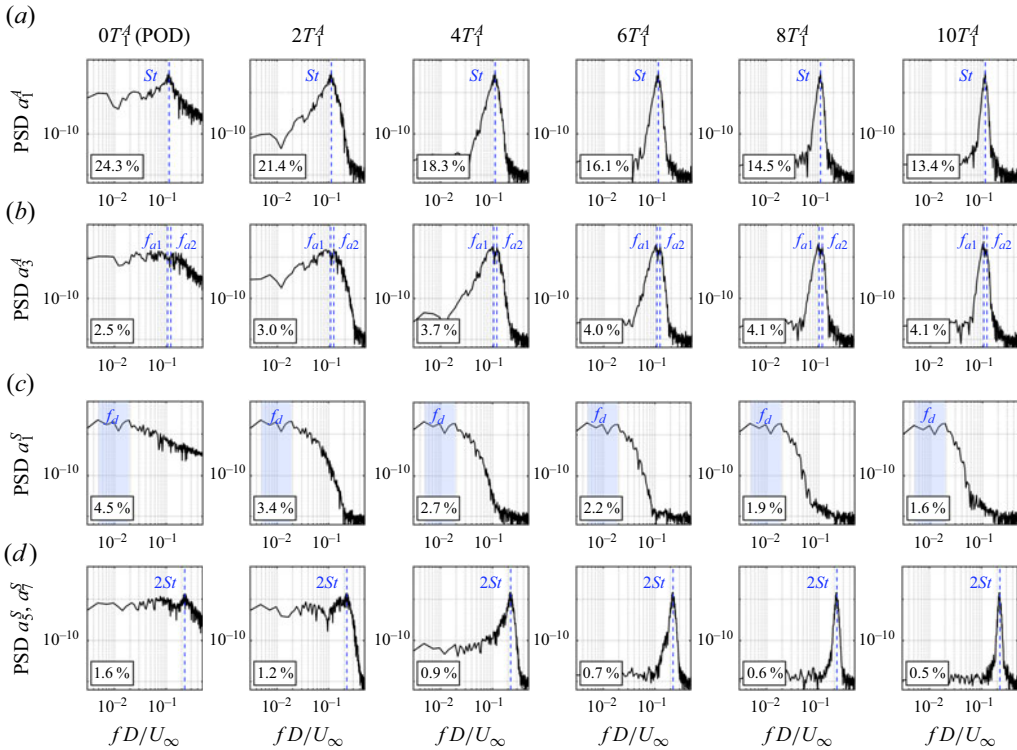 (a)
0T₁ᴬ (POD) 2T₁ᴬ 4T₁ᴬ 6T₁ᴬ 8T₁ᴬ 10T₁ᴬ
St St St St St St
PSD a₁ᴬ
10⁻¹⁰ 10⁻¹⁰ 10⁻¹⁰ 10⁻¹⁰ 10⁻¹⁰ 10⁻¹⁰
24.3 % 21.4 % 18.3 % 16.1 % 14.5 % 13.4 %
10⁻² 10⁻¹ 10⁻² 10⁻¹ 10⁻² 10⁻¹ 10⁻² 10⁻¹ 10⁻² 10⁻¹ 10⁻² 10⁻¹
(b)
f_a1 f_a2 f_a1 f_a2 f_a1 f_a2 f_a1 f_a2 f_a1 f_a2 f_a1 f_a2
PSD a₃ᴬ
10⁻¹⁰ 10⁻¹⁰ 10⁻¹⁰ 10⁻¹⁰ 10⁻¹⁰ 10⁻¹⁰
2.5 % 3.0 % 3.7 % 4.0 % 4.1 % 4.1 %
10⁻² 10⁻¹ 10⁻² 10⁻¹ 10⁻² 10⁻¹ 10⁻² 10⁻¹ 10⁻² 10⁻¹ 10⁻² 10⁻¹
(c)
f_d f_d f_d f_d f_d f_d
PSD a₁ˢ
10⁻¹⁰ 10⁻¹⁰ 10⁻¹⁰ 10⁻¹⁰ 10⁻¹⁰ 10⁻¹⁰
4.5 % 3.4 % 2.7 % 2.2 % 1.9 % 1.6 %
10⁻² 10⁻¹ 10⁻² 10⁻¹ 10⁻² 10⁻¹ 10⁻² 10⁻¹ 10⁻² 10⁻¹ 10⁻² 10⁻¹
(d)
2St 2St 2St 2St 2St 2St
PSD a₅ˢ, a₇ˢ
10⁻¹⁰ 10⁻¹⁰ 10⁻¹⁰ 10⁻¹⁰ 10⁻¹⁰ 10⁻¹⁰
1.6 % 1.2 % 0.9 % 0.7 % 0.6 % 0.5 %
10⁻² 10⁻¹ 10⁻² 10⁻¹ 10⁻² 10⁻¹ 10⁻² 10⁻¹ 10⁻² 10⁻¹ 10⁻² 10⁻¹
fD/U∞ fD/U∞ fD/U∞ fD/U∞ fD/U∞ fD/U∞